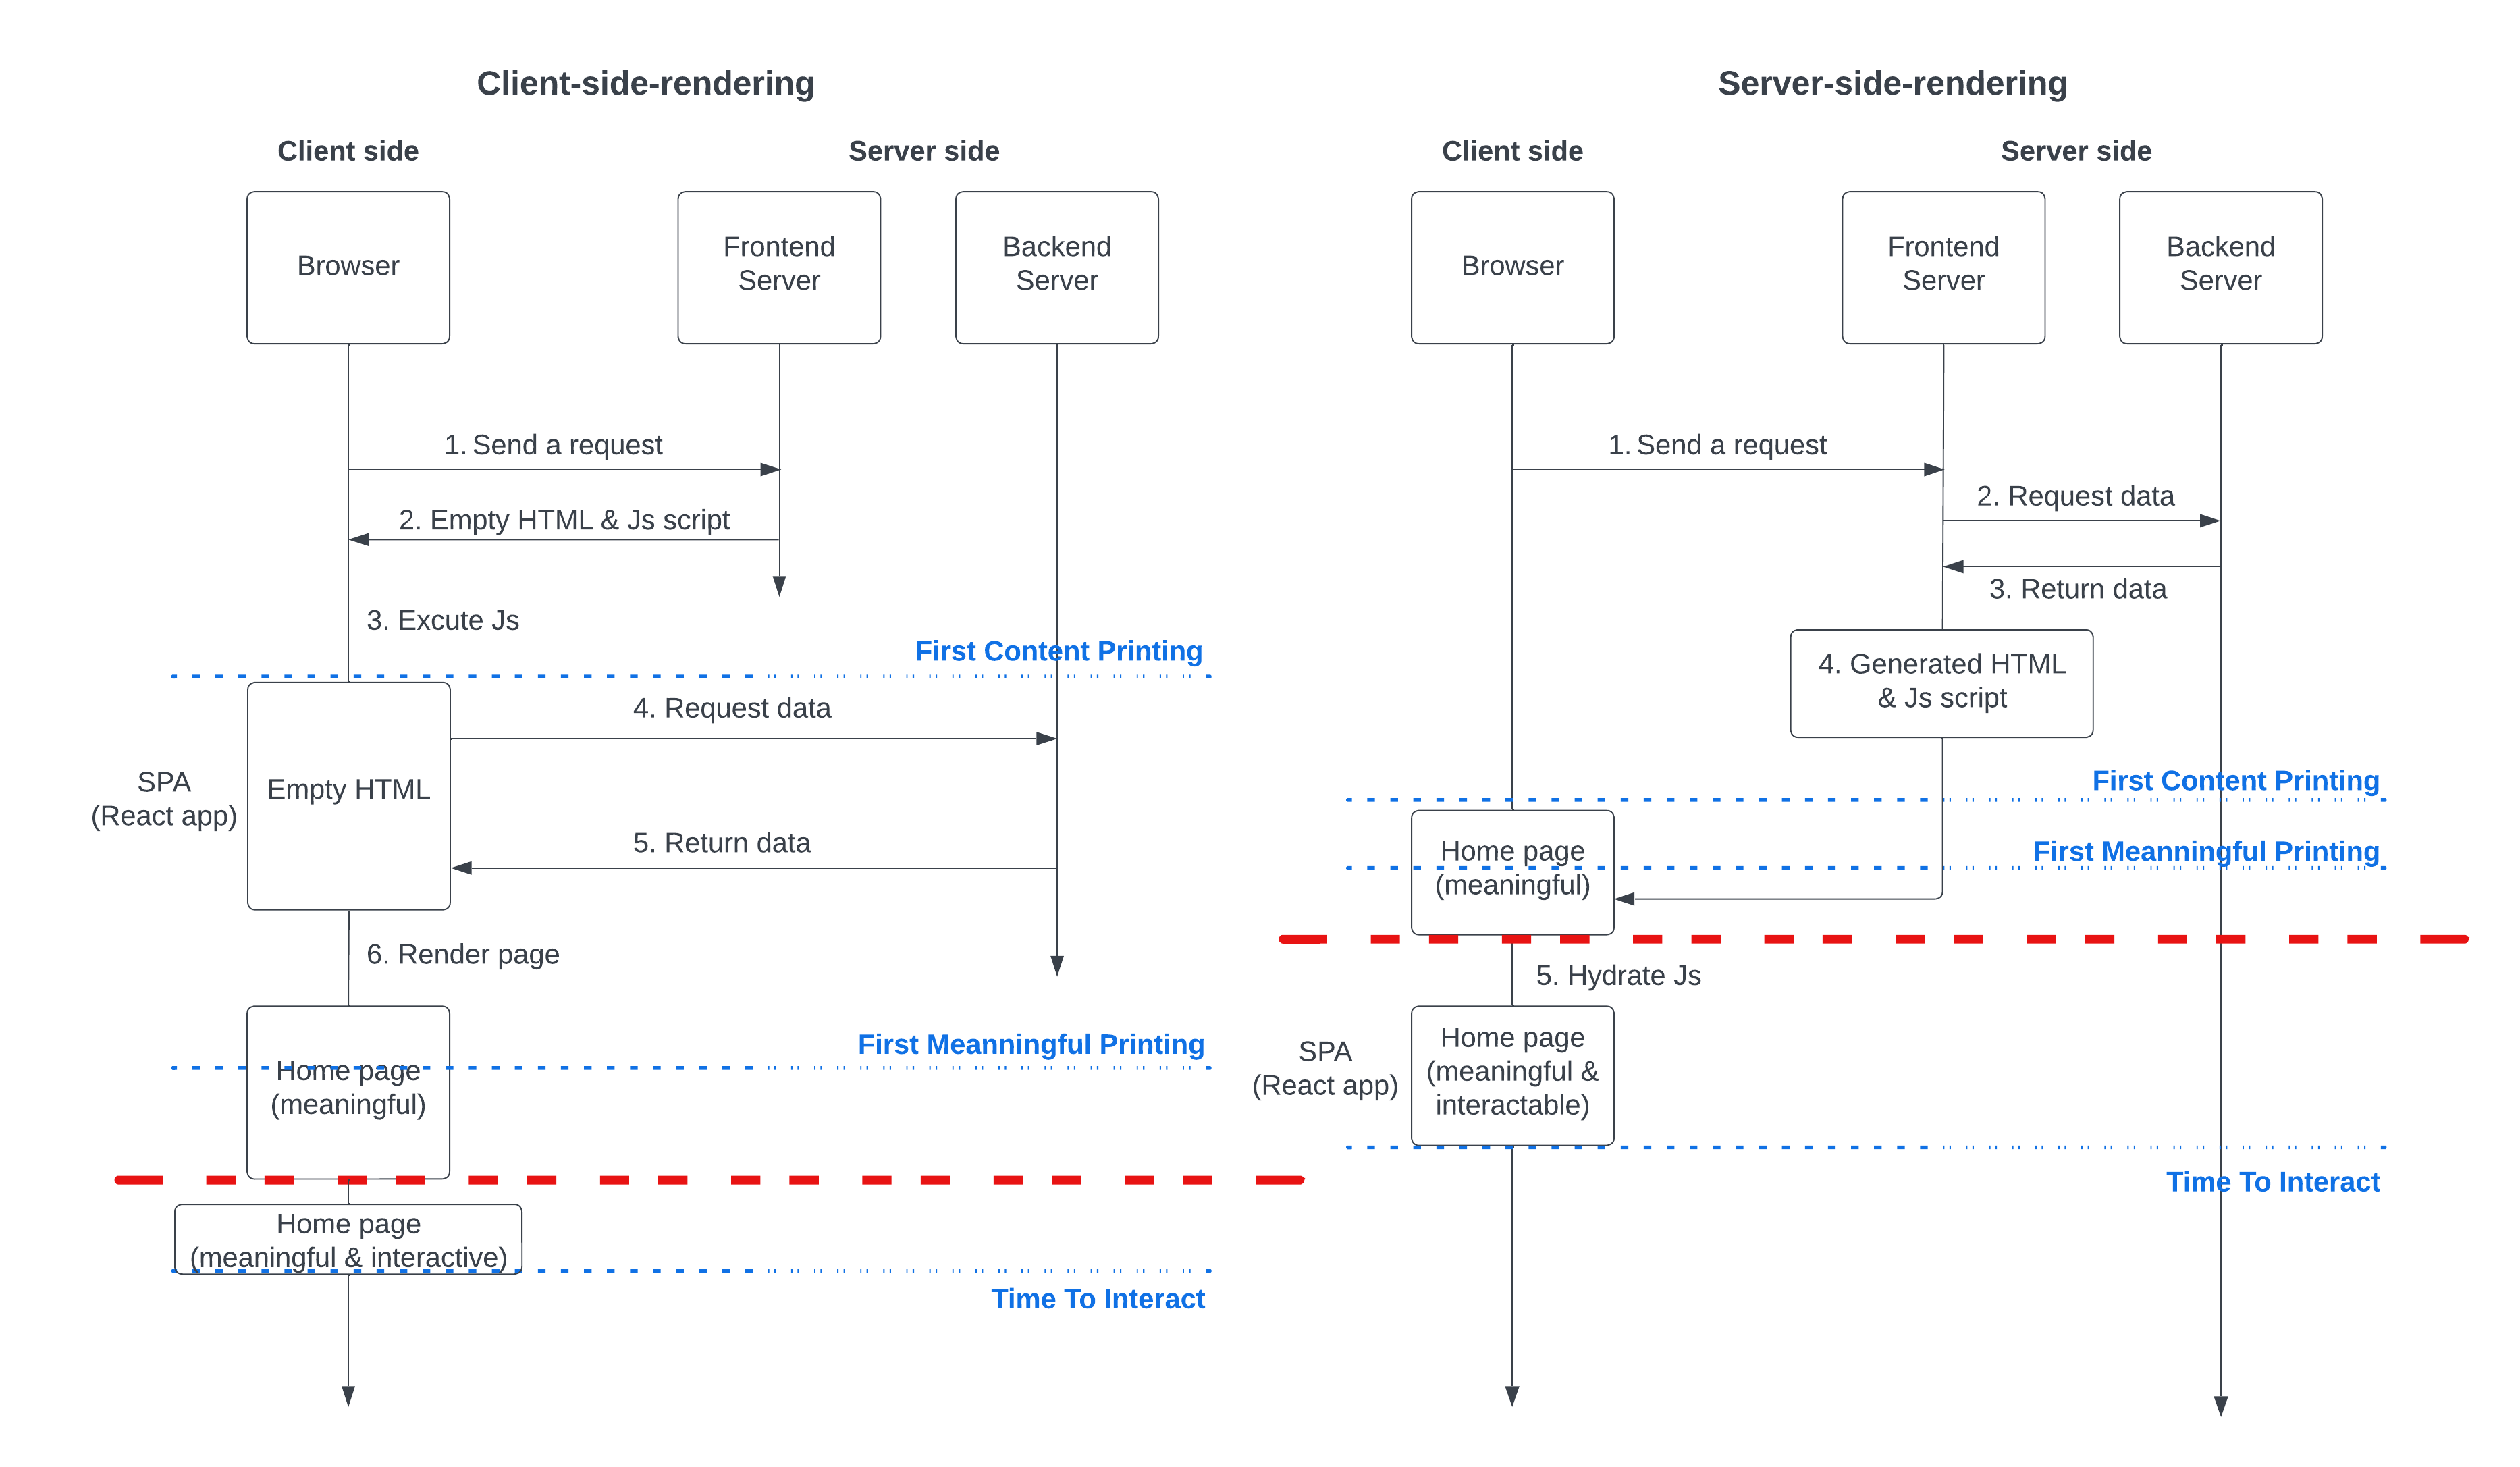 Client-side-rendering
Client side
Server side
Browser
Frontend
Server
Backend
Server
1. Send a request
2. Empty HTML & Js script
3. Excute Js
First Content Printing
4. Request data
SPA
(React app)
Empty HTML
5. Return data
6. Render page
First Meanningful Printing
Home page
(meaningful)
Home page
(meaningful & interactive)
Time To Interact
Server-side-rendering
Client side
Server side
Browser
Frontend
Server
Backend
Server
1. Send a request
2. Request data
3. Return data
4. Generated HTML
& Js script
First Content Printing
Home page
(meaningful)
First Meanningful Printing
5. Hydrate Js
SPA
(React app)
Home page
(meaningful &
interactable)
Time To Interact